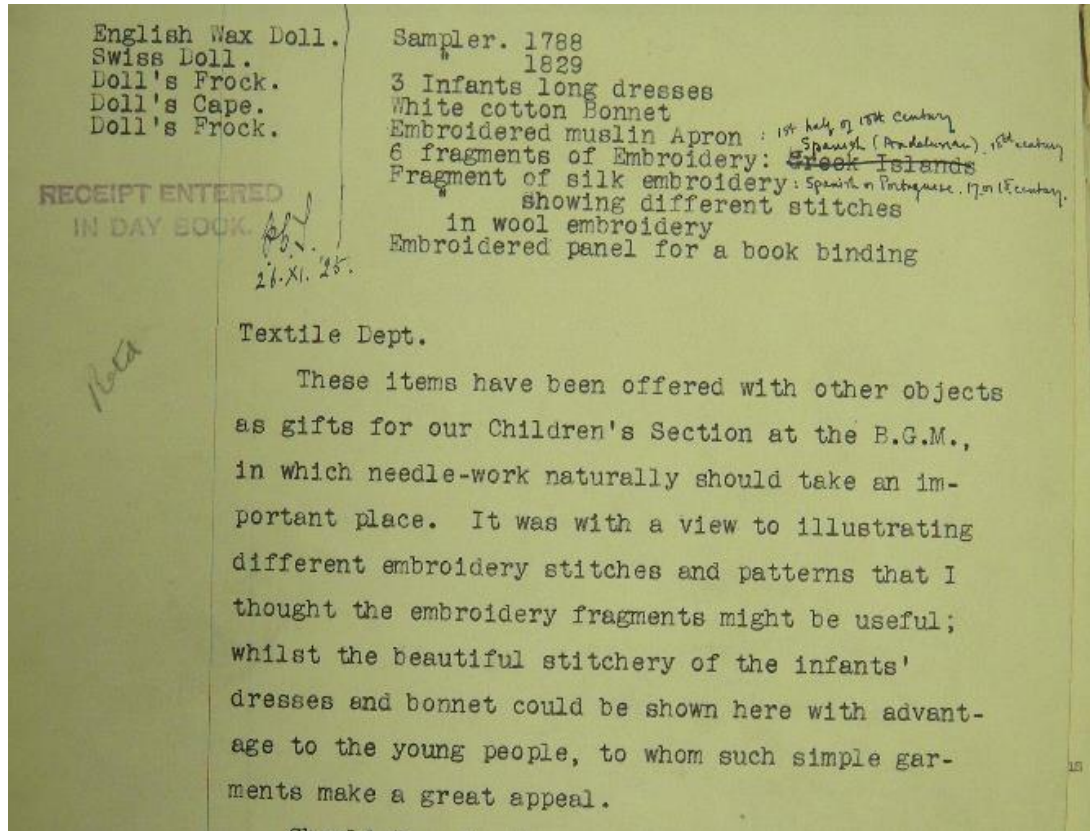 English Wax Doll.
Swiss Doll.
Doll's Frock.
Doll's Cape.
Doll's Frock.
Sampler. 1788
" 1829
3 Infants long dresses
White cotton Bonnet
Embroidered muslin Apron : 1st half of 18th Century
6 fragments of Embroidery: Greek Islands Spanish (Andalusian), 18th century
Fragment of silk embroidery: Spanish or Portuguese. 17 or 18 century.
" showing different stitches
in wool embroidery
Embroidered panel for a book binding
RECEIPT ENTERED
IN DAY BOOK.
26.XI.'25.
Retd
Textile Dept.
These items have been offered with other objects
as gifts for our Children's Section at the B.G.M.,
in which needle-work naturally should take an im-
portant place. It was with a view to illustrating
different embroidery stitches and patterns that I
thought the embroidery fragments might be useful;
whilst the beautiful stitchery of the infants'
dresses and bonnet could be shown here with advant-
age to the young people, to whom such simple gar-
ments make a great appeal.